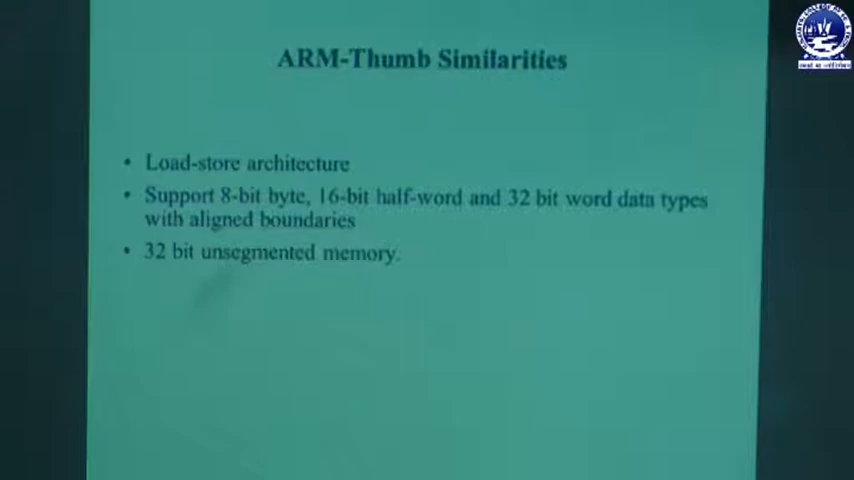 ARM-Thumb Similarities
• Load-store architecture
• Support 8-bit byte, 16-bit half-word and 32 bit word data types
with aligned boundaries
• 32 bit unsegmented memory.